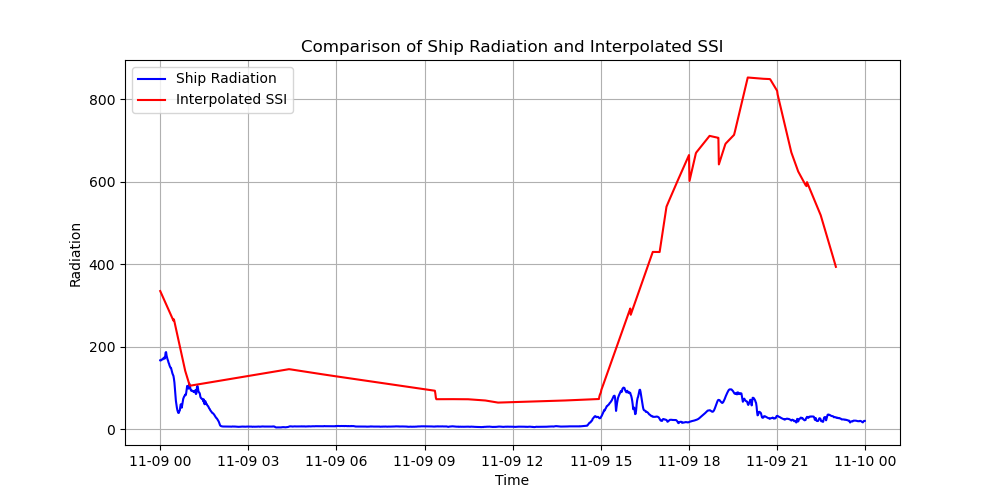 Comparison of Ship Radiation and Interpolated SSI
Ship Radiation
Interpolated SSI
Radiation
800
600
400
200
0
11-09 00 11-09 03 11-09 06 11-09 09 11-09 12 11-09 15 11-09 18 11-09 21 11-10 00
Time